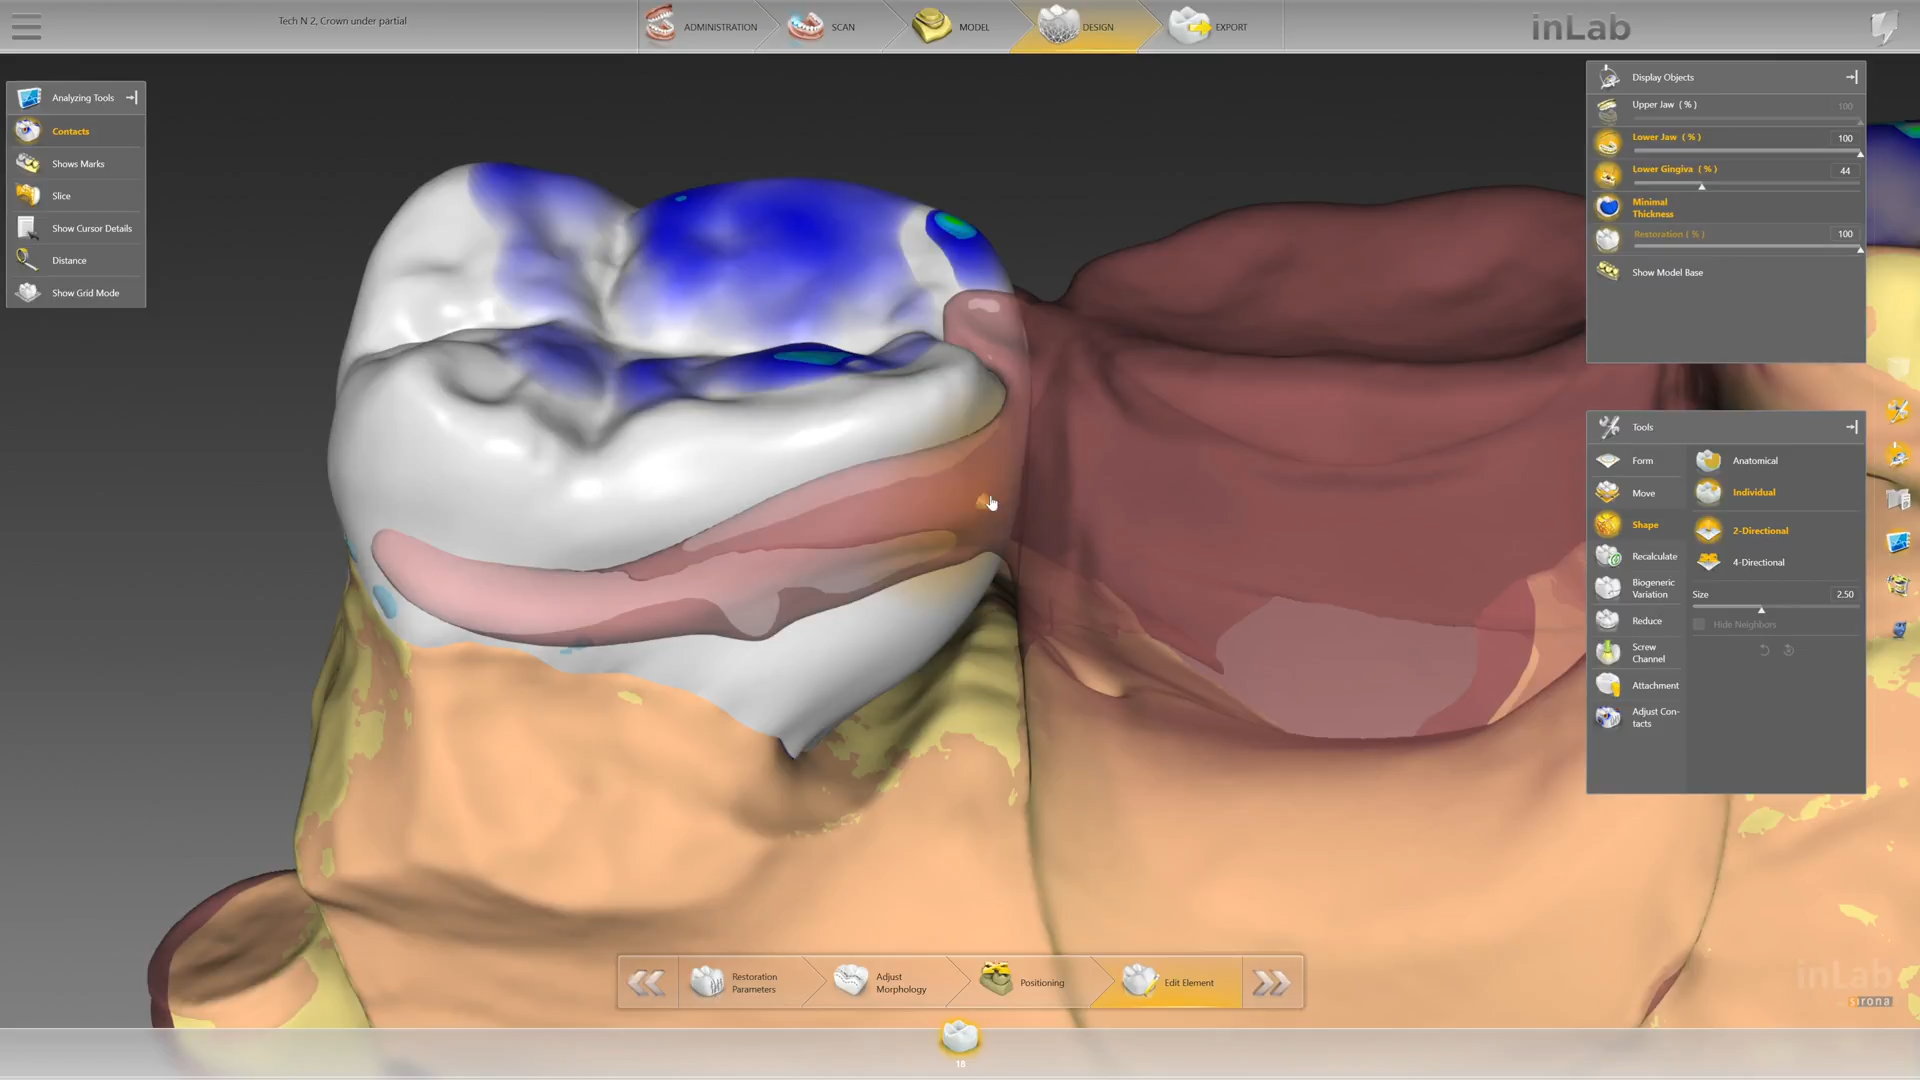 Tech N 2, Crown under partial
ADMINISTRATION
SCAN
MODEL
DESIGN
EXPORT
inLab
Analyzing Tools
Contacts
Shows Marks
Slice
Show Cursor Details
Distance
Show Grid Mode
Display Objects
Upper Jaw (%) 100
Lower Jaw (%) 100
Lower Gingiva (%) 44
Minimal
Thickness
Restoration (%) 100
Show Model Base
Tools
Form
Move
Shape
Recalculate
Biogeneric
Variation
Reduce
Screw
Channel
Attachment
Adjust Con-
tacts
Anatomical
Individual
2-Directional
4-Directional
Size 2.50
Hide Neighbors
Restoration
Parameters
Adjust
Morphology
Positioning
Edit Element
inLab
sirona
18